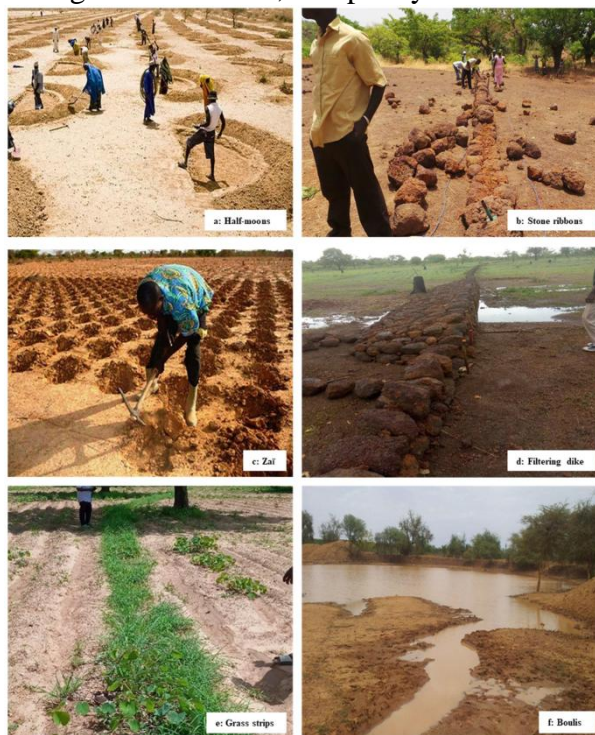 a: Half-moons
b: Stone ribbons
c: Zaï
d: Filtering dike
e: Grass strips
f: Boulis